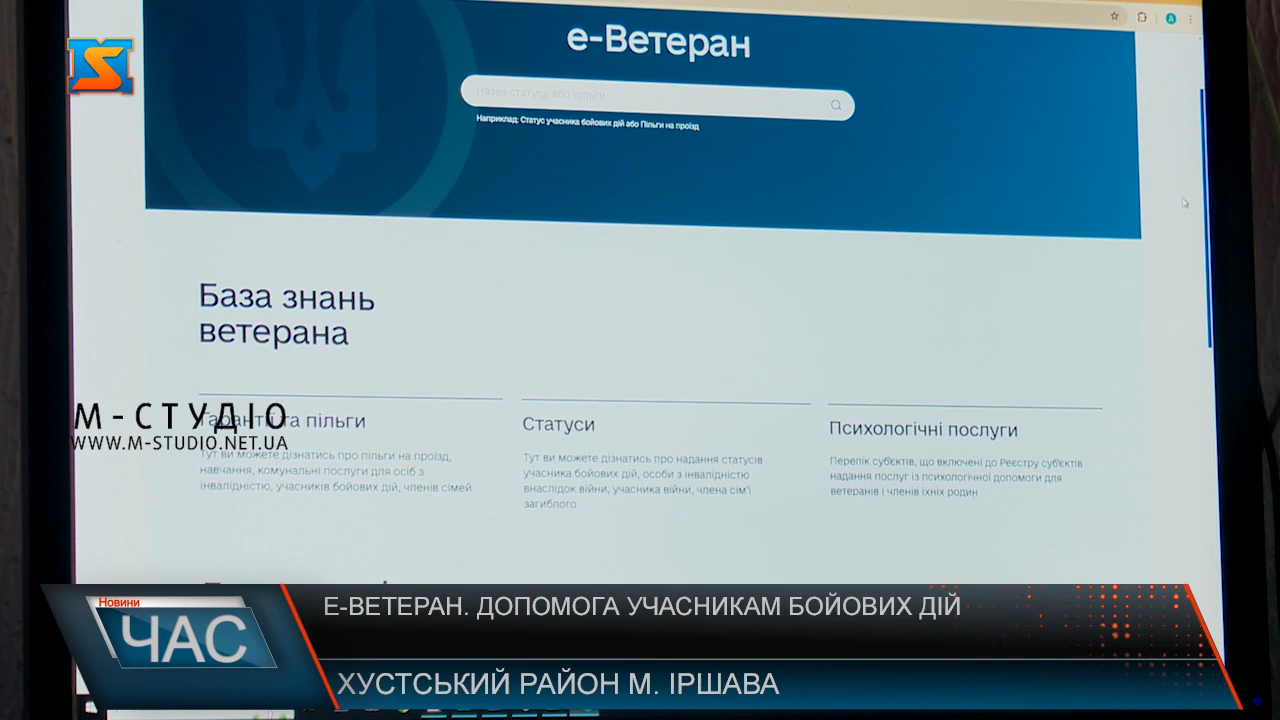 е-Ветеран
Назва статусу або пільги
Наприклад: Статус учасника бойових дій або Пільги на проїзд
База знань
ветерана
Гарантії та пільги
Тут ви можете дізнатись про пільги на проїзд,
навчання, комунальні послуги для осіб з
інвалідністю, учасників бойових дій, членів сімей
Статуси
Тут ви можете дізнатись про надання статусів
учасника бойових дій, особи з інвалідністю
внаслідок війни, учасника війни, члена сім'ї
загиблого
Психологічні послуги
Перелік суб'єктів, що включені до Реєстру суб'єктів
надання послуг із психологічної допомоги для
ветеранів і членів їхніх родин
М-СТУДІО
WWW.M-STUDIO.NET.UA
Новини
ЧАС
Е-ВЕТЕРАН. ДОПОМОГА УЧАСНИКАМ БОЙОВИХ ДІЙ
ХУСТСЬКИЙ РАЙОН М. ІРШАВА